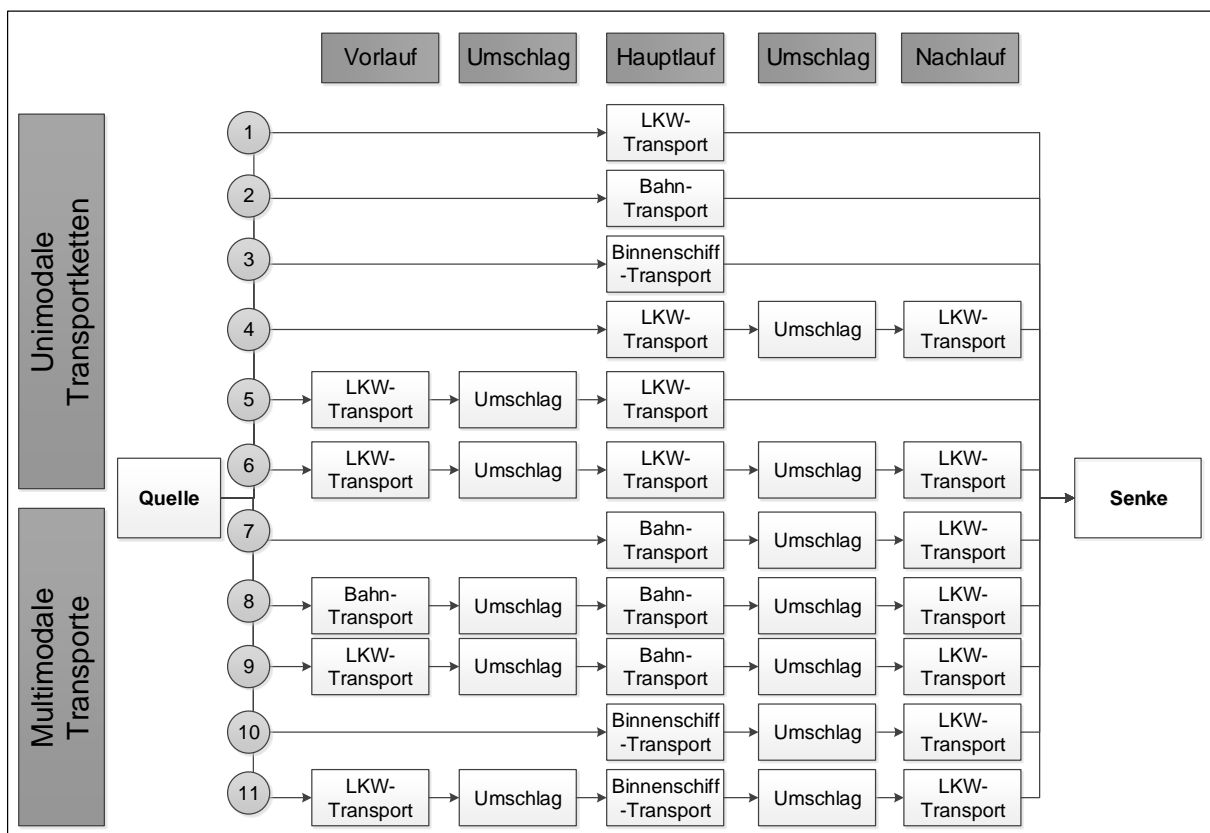 Vorlauf
Umschlag
Hauptlauf
Umschlag
Nachlauf
Unimodale
Transportketten
Multimodale
Transporte
Quelle
1
LKW-
Transport
2
Bahn-
Transport
3
Binnenschiff
-Transport
4
LKW-
Transport
Umschlag
LKW-
Transport
5
LKW-
Transport
Umschlag
LKW-
Transport
6
LKW-
Transport
Umschlag
LKW-
Transport
Umschlag
LKW-
Transport
7
Bahn-
Transport
Umschlag
LKW-
Transport
8
Bahn-
Transport
Umschlag
Bahn-
Transport
Umschlag
LKW-
Transport
9
LKW-
Transport
Umschlag
Bahn-
Transport
Umschlag
LKW-
Transport
10
Binnenschiff
-Transport
Umschlag
LKW-
Transport
11
LKW-
Transport
Umschlag
Binnenschiff
-Transport
Umschlag
LKW-
Transport
Senke